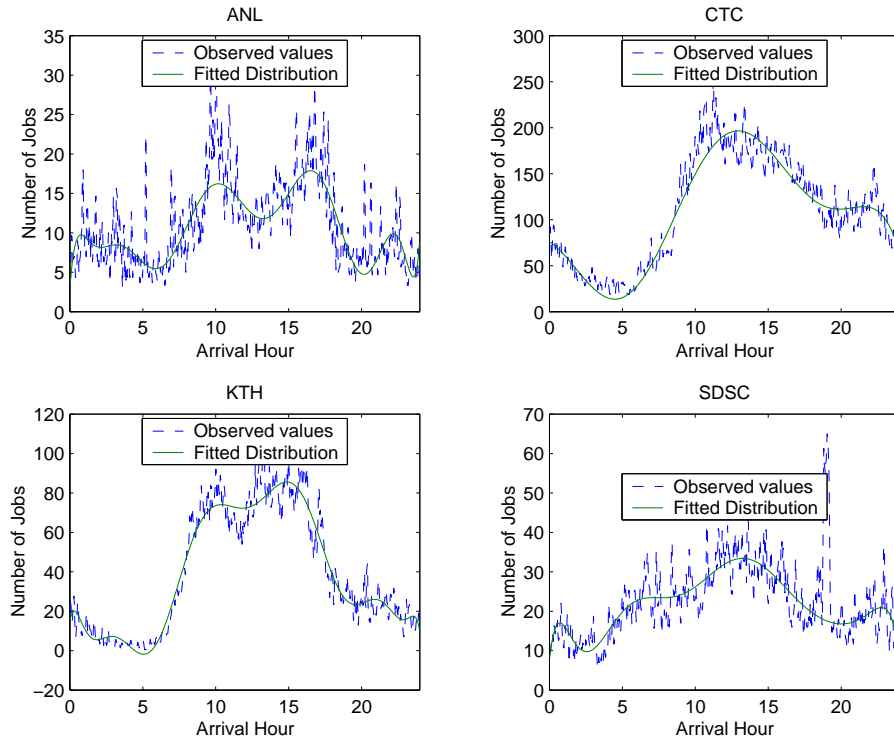 ANL
35
30
25
20
15
10
5
0
Number of Jobs
Observed values
Fitted Distribution
0 5 10 15 20
Arrival Hour
CTC
300
250
200
150
100
50
0
Number of Jobs
Observed values
Fitted Distribution
0 5 10 15 20
Arrival Hour
KTH
120
100
80
60
40
20
0
−20
Number of Jobs
Observed values
Fitted Distribution
0 5 10 15 20
Arrival Hour
SDSC
70
60
50
40
30
20
10
0
Number of Jobs
Observed values
Fitted Distribution
0 5 10 15 20
Arrival Hour